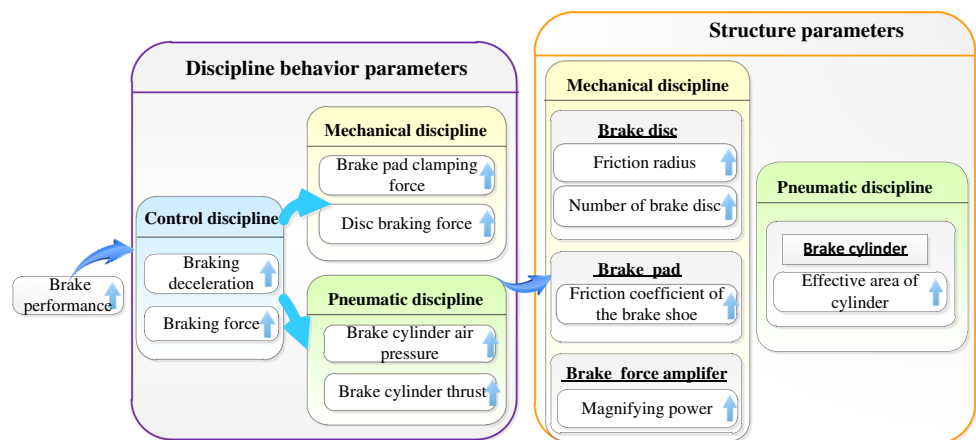 Brake
performance
Discipline behavior parameters
Control discipline
Braking
deceleration
Braking force
Mechanical discipline
Brake pad clamping
force
Disc braking force
Pneumatic discipline
Brake cylinder air
pressure
Brake cylinder thrust
Structure parameters
Mechanical discipline
Brake disc
Friction radius
Number of brake disc
Brake pad
Friction coefficient of
the brake shoe
Brake force amplifer
Magnifying power
Pneumatic discipline
Brake cylinder
Effective area of
cylinder